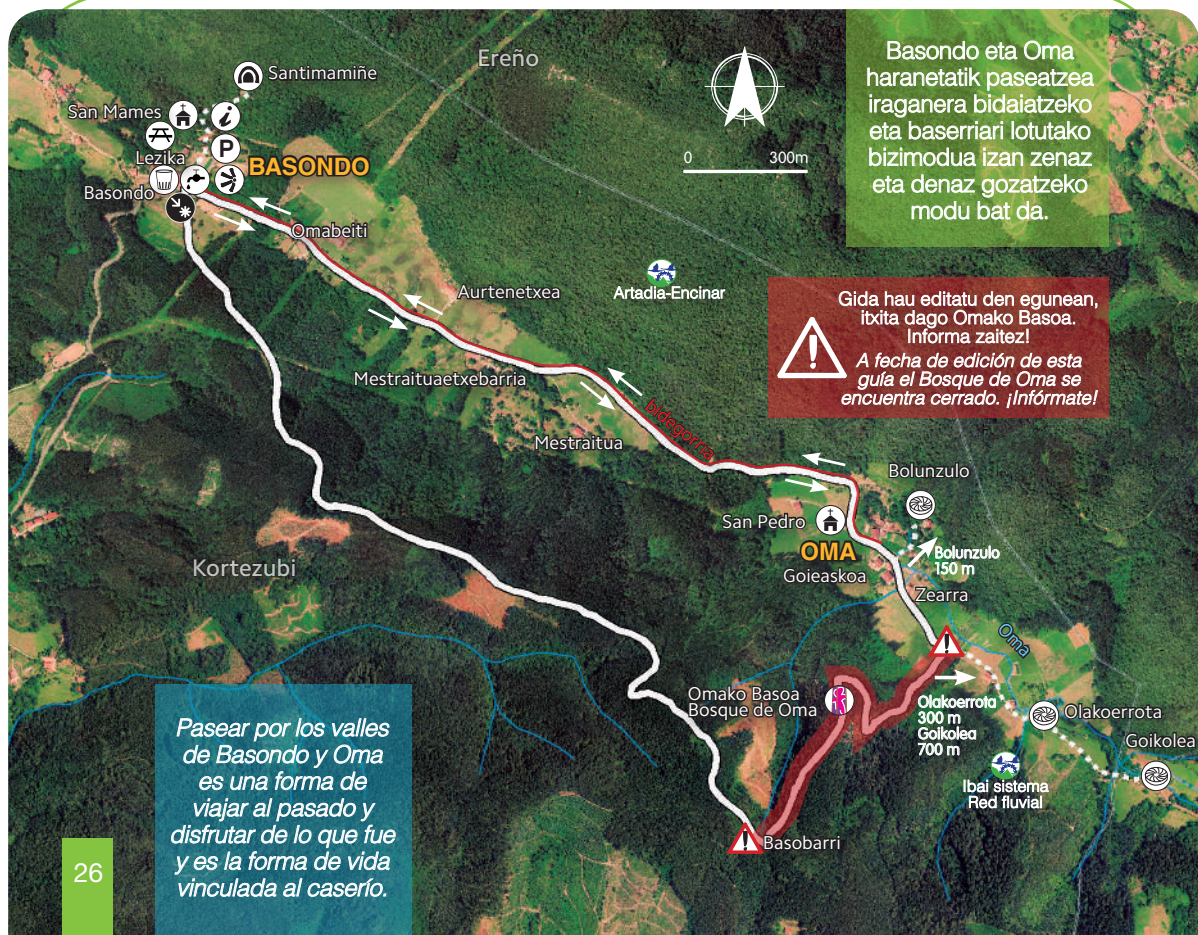 Ereño
Santimamiñe
San Mames
P
Lezika
BASONDO
Basondo
Omabeiti
0 300m
Basondo eta Oma
haranetatik paseatzea
iraganera bidaiatzeko
eta baserriari lotutako
bizimodua izan zenaz
eta denaz gozatzeko
modu bat da.
Artadia-Encinar
Aurtenetxea
Gida hau editatu den egunean,
itxita dago Omako Basoa.
Informa zaitez!
A fecha de edición de esta
guía el Bosque de Oma se
encuentra cerrado. ¡Infórmate!
Mestraituaetxebarria
bidegorria
Mestraitua
Bolunzulo
San Pedro
OMA
Goieaskoa
Bolunzulo
150 m
Kortezubi
Zearra
Oma
Omako Basoa
Bosque de Oma
Olakoerrota
300 m
Goikolea
700 m
Olakoerrota
Goikolea
Ibai sistema
Red fluvial
Basobarri
Pasear por los valles
de Basondo y Oma
es una forma de
viajar al pasado y
disfrutar de lo que fue
y es la forma de vida
vinculada al caserío.
26